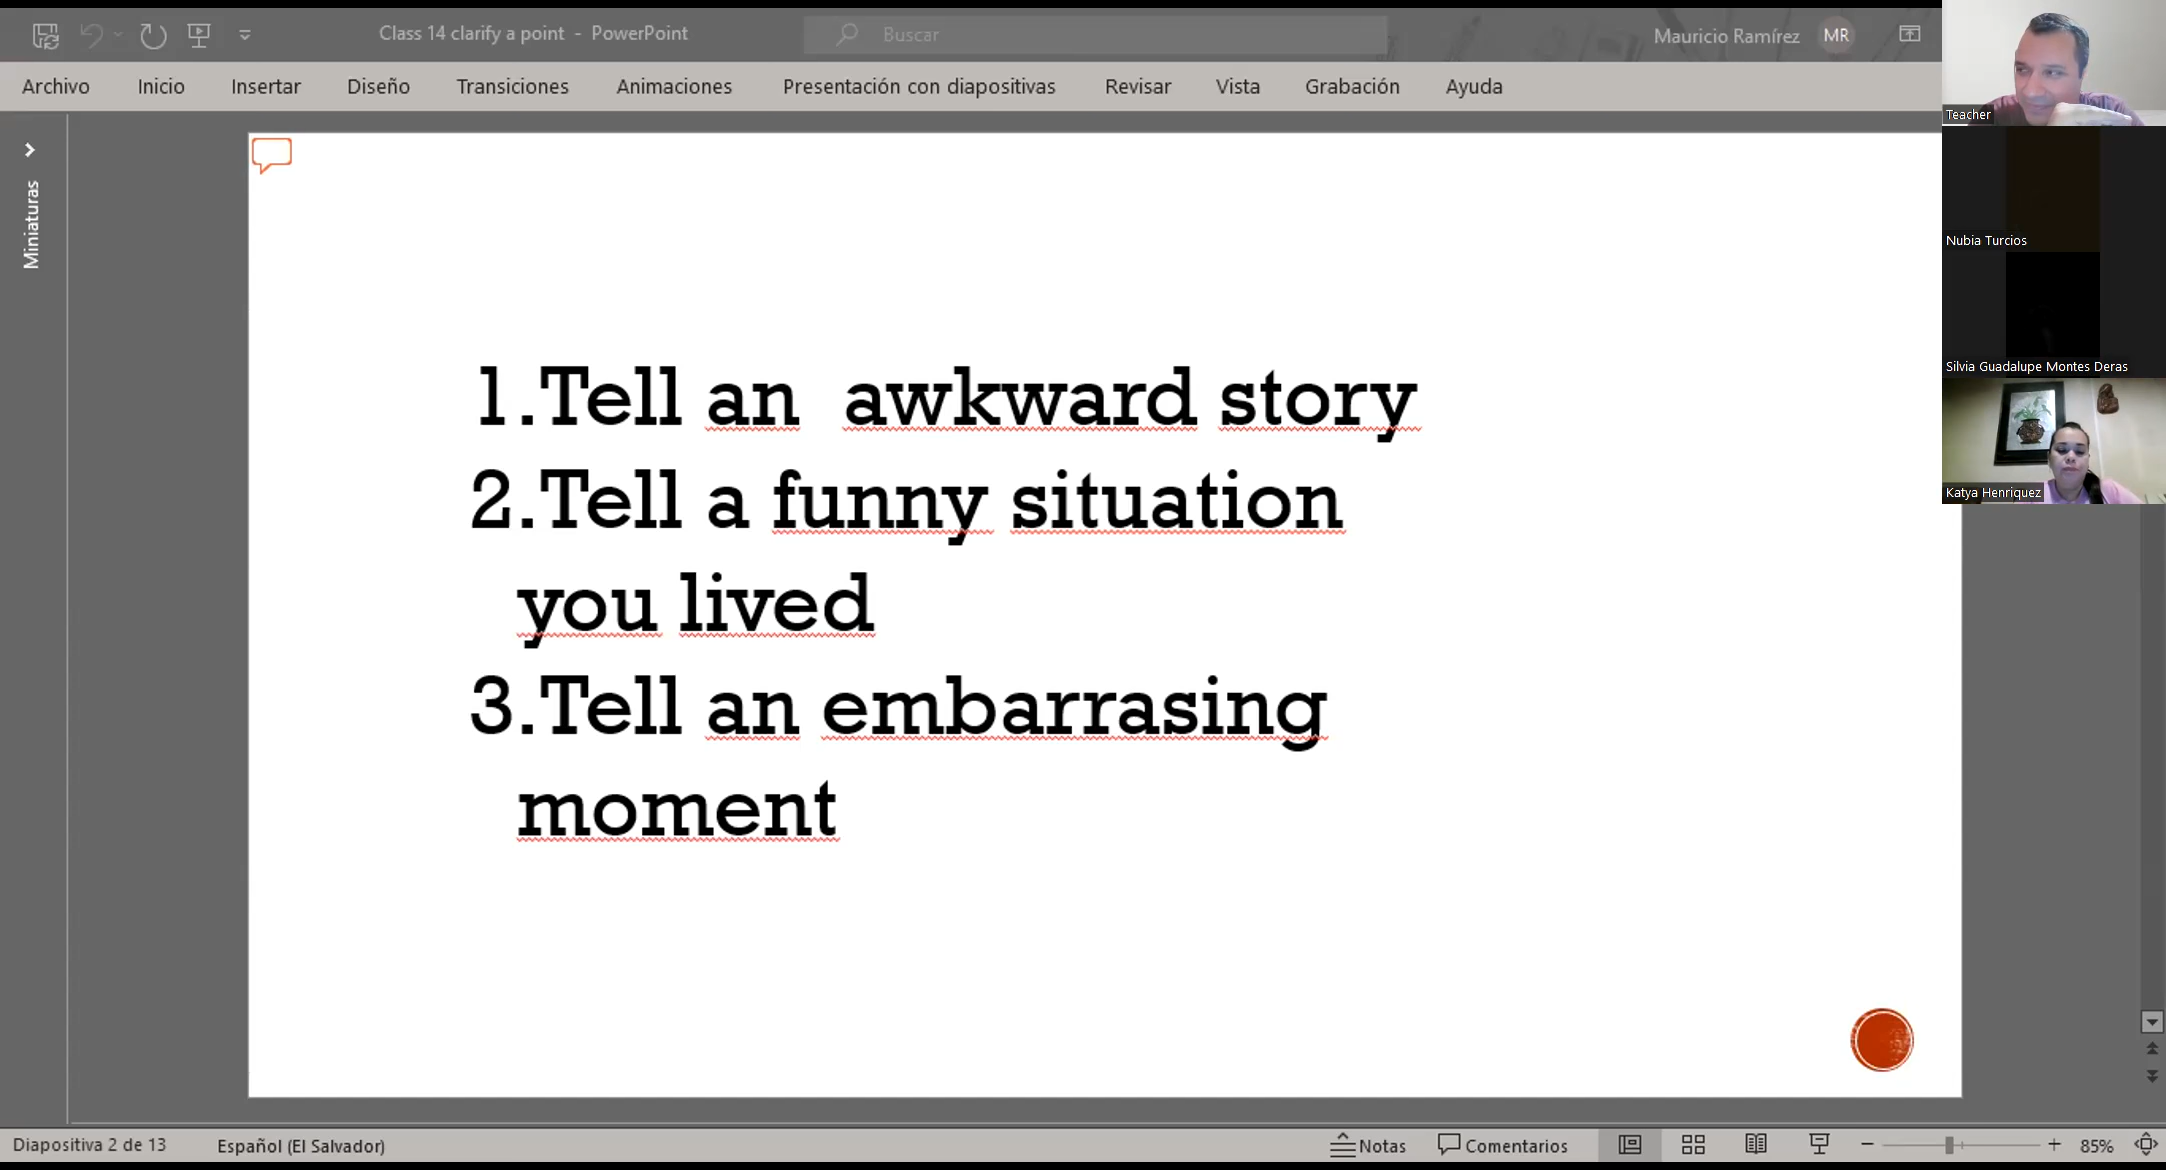 Class 14 clarify a point - PowerPoint
Buscar
Mauricio Ramírez MR
Archivo Inicio Insertar Diseño Transiciones Animaciones Presentación con diapositivas Revisar Vista Grabación Ayuda
Teacher
Nubia Turcios
Silvia Guadalupe Montes Deras
Katya Henriquez
Miniaturas
1.Tell an  awkward story
2.Tell a funny situation
you lived
3.Tell an embarrasing
moment
Diapositiva 2 de 13 Español (El Salvador) Notas Comentarios 85%